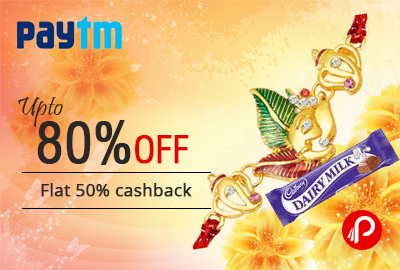 paytm
Upto
80% OFF
Flat 50% cashback
Cadbury
DAIRY MILK